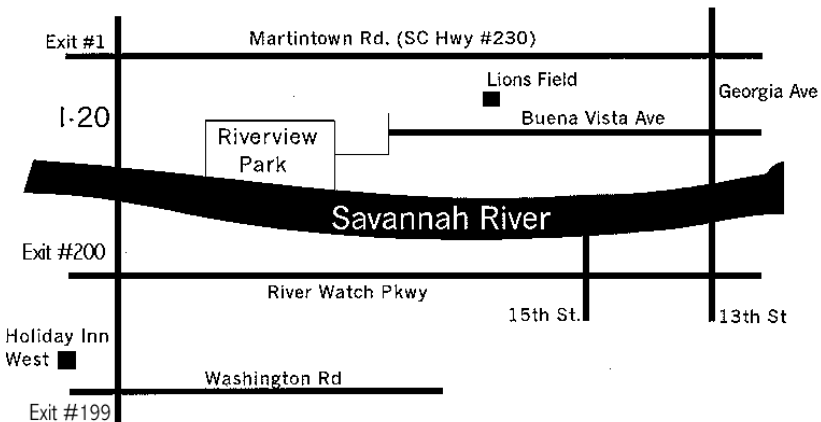 Exit #1
Martintown Rd. (SC Hwy #230)
Lions Field
Georgia Ave
I-20
Buena Vista Ave
Riverview
Park
Savannah River
Exit #200
River Watch Pkwy
15th St.
13th St
Holiday Inn
West
Washington Rd
Exit #199